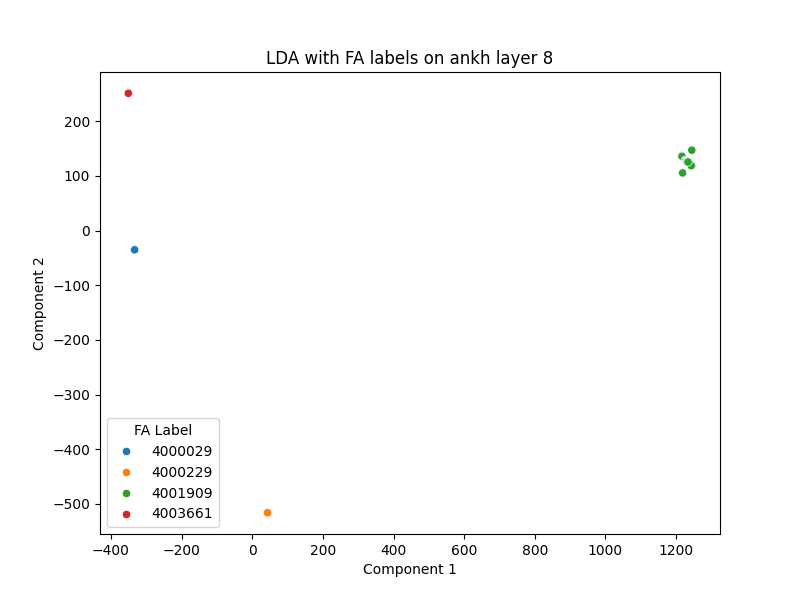 LDA with FA labels on ankh layer 8
200
100
0
−100
−200
−300
−400
−500
Component 2
FA Label
4000029
4000229
4001909
4003661
−400 −200 0 200 400 600 800 1000 1200
Component 1